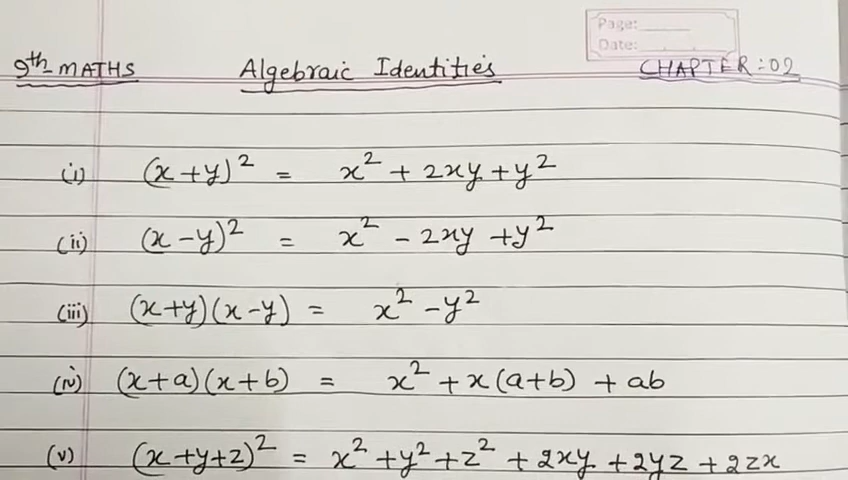 Page:
Date:
9th MATHS Algebraic Identities CHAPTER:02
(i) (x+y)² = x² + 2xy + y²
(ii) (x-y)² = x² - 2xy + y²
(iii) (x+y)(x-y) = x² - y²
(iv) (x+a)(x+b) = x² + x(a+b) + ab
(v) (x+y+z)² = x² + y² + z² + 2xy + 2yz + 2zx